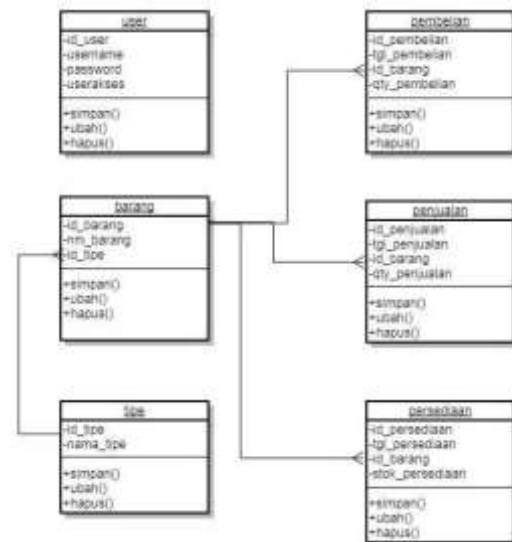 user
-id_user
-username
-password
-userakses
+simpan()
+ubah()
+hapus()
barang
-id_barang
-nm_barang
-id_tipe
+simpan()
+ubah()
+hapus()
tipe
-id_tipe
-nama_tipe
+simpan()
+ubah()
+hapus()
pembelian
-id_pembelian
-tgl_pembelian
-id_barang
-qty_pembelian
+simpan()
+ubah()
+hapus()
penjualan
-id_penjualan
-tgl_penjualan
-id_barang
-qty_penjualan
+simpan()
+ubah()
+hapus()
persediaan
-id_persediaan
-tgl_persediaan
-id_barang
-stok_persediaan
+simpan()
+ubah()
+hapus()